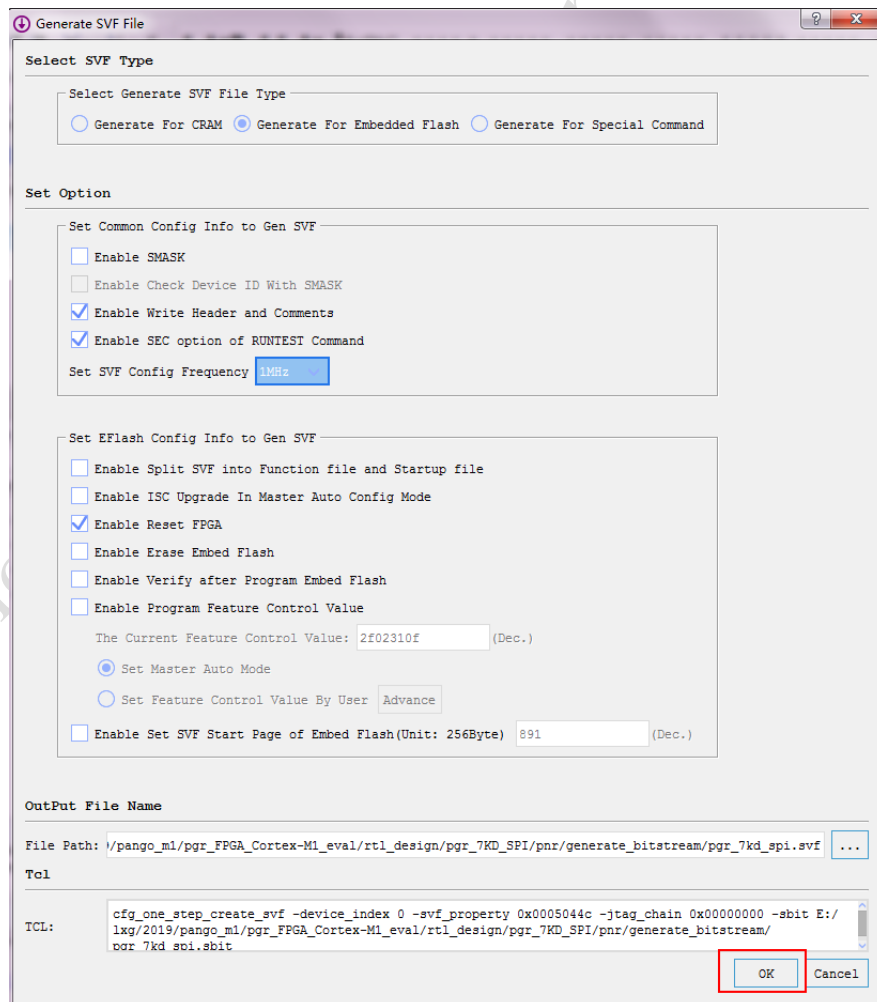 Generate SVF File
Select SVF Type
Select Generate SVF File Type
Generate For CRAM Generate For Embedded Flash Generate For Special Command
Set Option
Set Common Config Info to Gen SVF
Enable SMASK
Enable Check Device ID With SMASK
Enable Write Header and Comments
Enable SEC option of RUNTEST Command
Set SVF Config Frequency 1MHz
Set EFlash Config Info to Gen SVF
Enable Split SVF into Function file and Startup file
Enable ISC Upgrade In Master Auto Config Mode
Enable Reset FPGA
Enable Erase Embed Flash
Enable Verify after Program Embed Flash
Enable Program Feature Control Value
The Current Feature Control Value: 2f02310f (Dec.)
Set Master Auto Mode
Set Feature Control Value By User Advance
Enable Set SVF Start Page of Embed Flash(Unit: 256Byte) 891 (Dec.)
OutPut File Name
File Path: /pango_m1/pgr_FPGA_Cortex-M1_eval/rtl_design/pgr_7KD_SPI/pnr/generate_bitstream/pgr_7kd_spi.svf ...
Tcl
TCL: cfg_one_step_create_svf -device_index 0 -svf_property 0x0005044c -jtag_chain 0x00000000 -sbit E:/
lxg/2019/pango_m1/pgr_FPGA_Cortex-M1_eval/rtl_design/pgr_7KD_SPI/pnr/generate_bitstream/
pgr_7kd_spi.sbit
OK Cancel